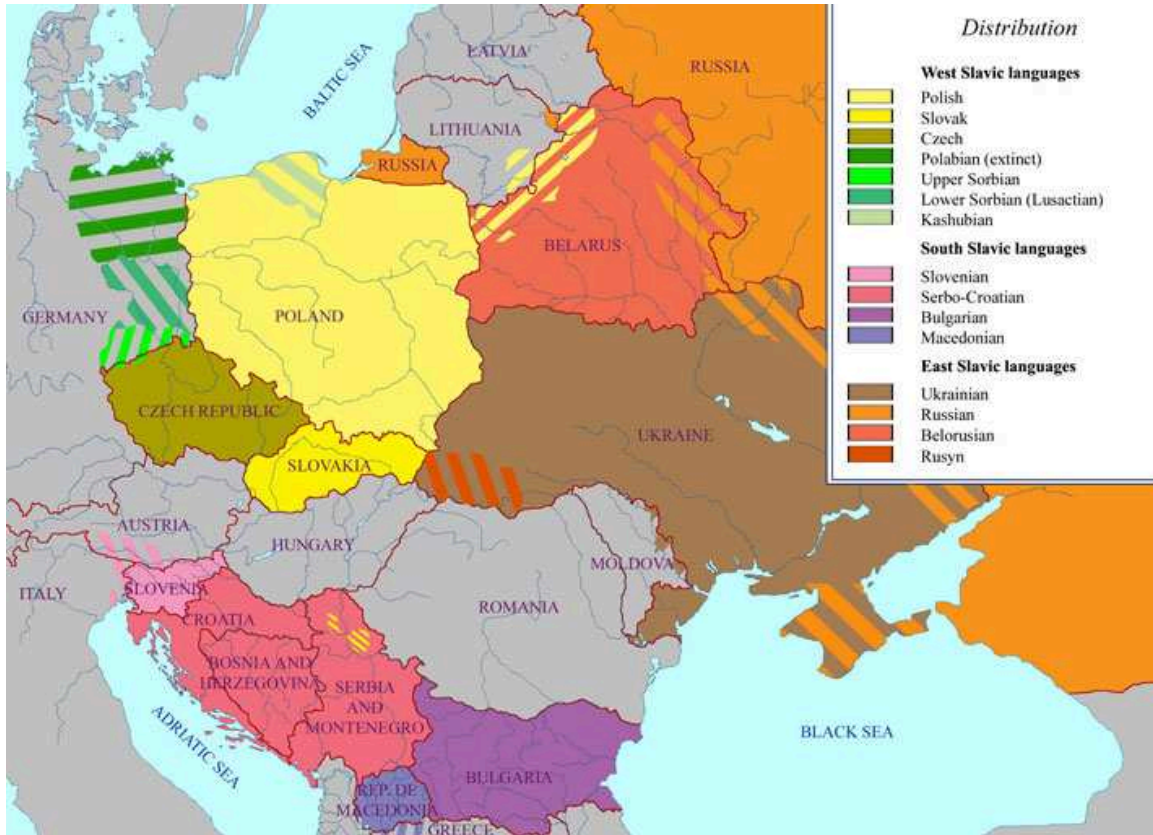 Distribution
West Slavic languages
Polish
Slovak
Czech
Polabian (extinct)
Upper Sorbian
Lower Sorbian (Lusactian)
Kashubian
South Slavic languages
Slovenian
Serbo-Croatian
Bulgarian
Macedonian
East Slavic languages
Ukrainian
Russian
Belorusian
Rusyn
LATVIA
RUSSIA
BALTIC SEA
LITHUANIA
RUSSIA
BELARUS
GERMANY
POLAND
CZECH REPUBLIC
UKRAINE
SLOVAKIA
AUSTRIA
HUNGARY
MOLDOVA
ITALY
SLOVENIA
ROMANIA
CROATIA
BOSNIA AND
HERZEGOVINA
SERBIA
AND
MONTENEGRO
ADRIATIC SEA
BLACK SEA
BULGARIA
REP. DE
MACEDONIA
GREECE